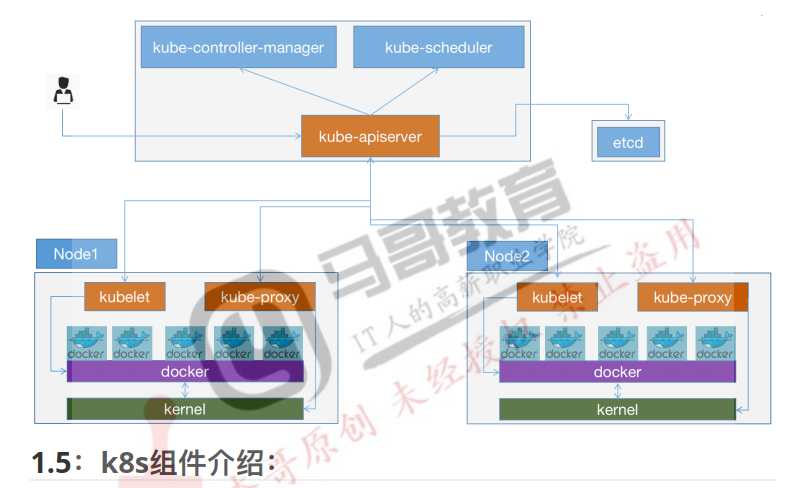 kube-controller-manager
kube-scheduler
kube-apiserver
etcd
Node1
Node2
kubelet
kube-proxy
kubelet
kube-proxy
docker docker docker docker docker
docker docker docker docker docker
docker
docker
kernel
kernel
马哥教育
IT人的高薪职业学院
马哥原创 未经授权 禁止盗用
1.5：k8s组件介绍：